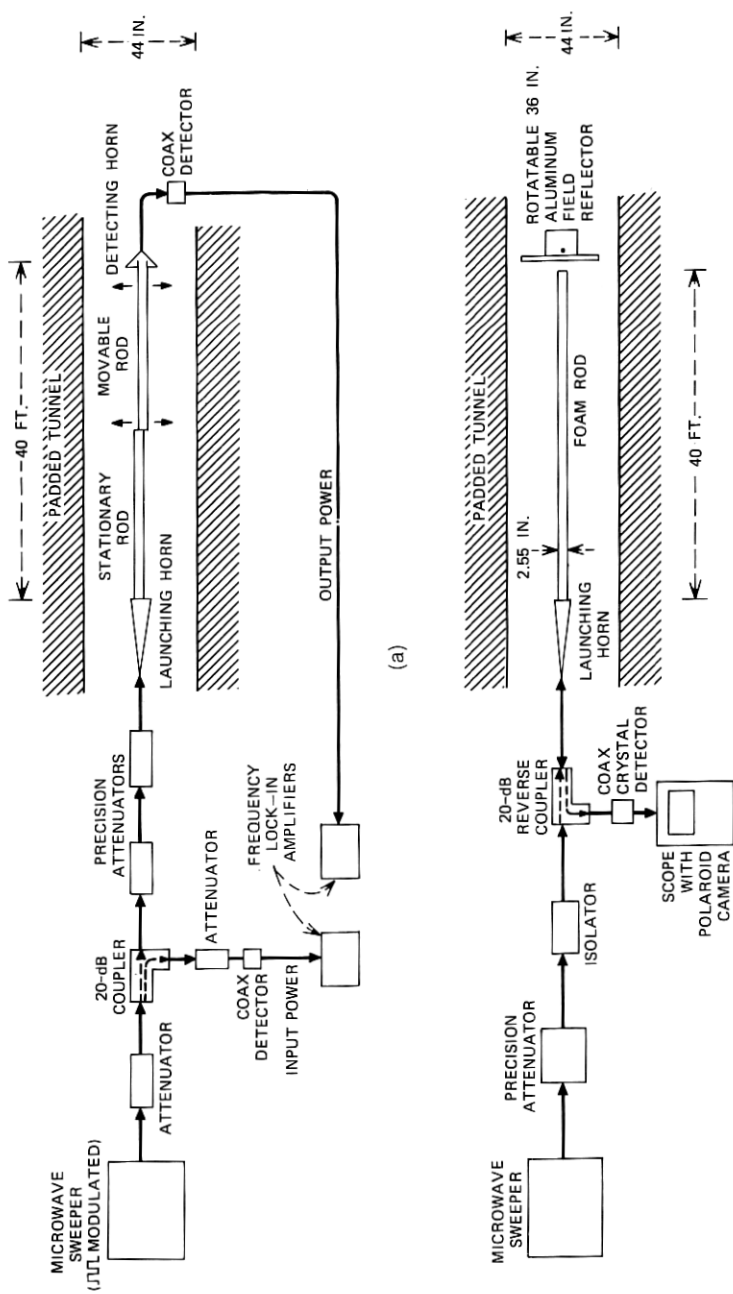 MICROWAVE
SWEEPER
(MODULATED)
ATTENUATOR
20-dB
COUPLER
PRECISION
ATTENUATORS
ATTENUATOR
COAX
DETECTOR
INPUT POWER
FREQUENCY
LOCK-IN
AMPLIFIERS
OUTPUT POWER
LAUNCHING HORN
STATIONARY
ROD
MOVABLE
ROD
DETECTING HORN
COAX
DETECTOR
PADDED TUNNEL
40 FT.
44 IN.
(a)
MICROWAVE
SWEEPER
PRECISION
ATTENUATOR
ISOLATOR
20-dB
REVERSE
COUPLER
COAX
CRYSTAL
DETECTOR
SCOPE
WITH
POLAROID
CAMERA
LAUNCHING
HORN
2.55 IN.
FOAM ROD
PADDED TUNNEL
ROTATABLE 36 IN.
ALUMINUM
FIELD
REFLECTOR
40 FT.
44 IN.